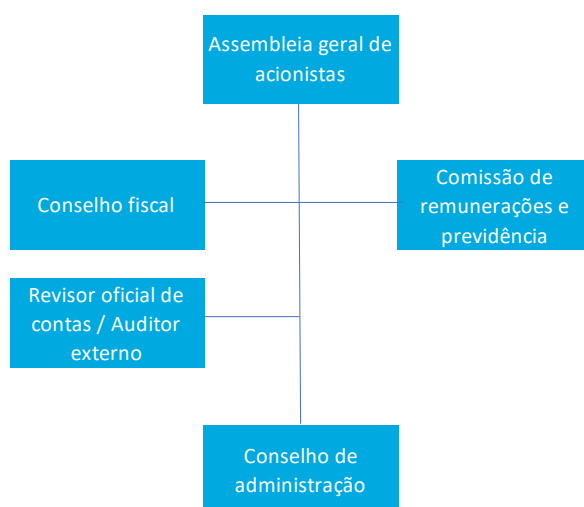 Assembleia geral de
acionistas
Conselho fiscal
Comissão de
remunerações e
previdência
Revisor oficial de
contas / Auditor
externo
Conselho de
administração